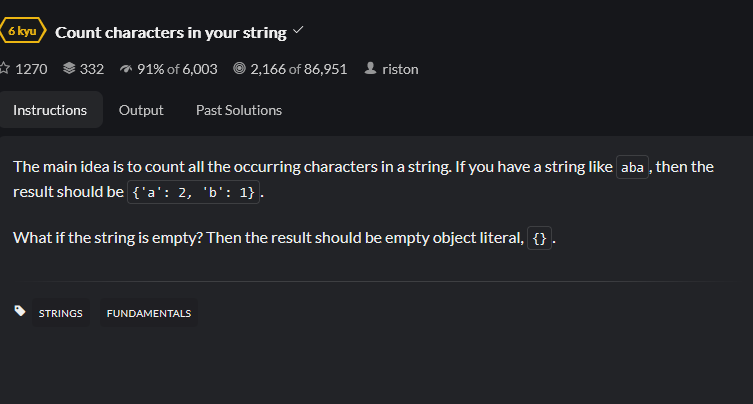 6 kyu Count characters in your string
1270 332 91% of 6,003 2,166 of 86,951 riston
Instructions Output Past Solutions
The main idea is to count all the occurring characters in a string. If you have a string like aba, then the
result should be {'a': 2, 'b': 1}.
What if the string is empty? Then the result should be empty object literal, {}.
STRINGS FUNDAMENTALS